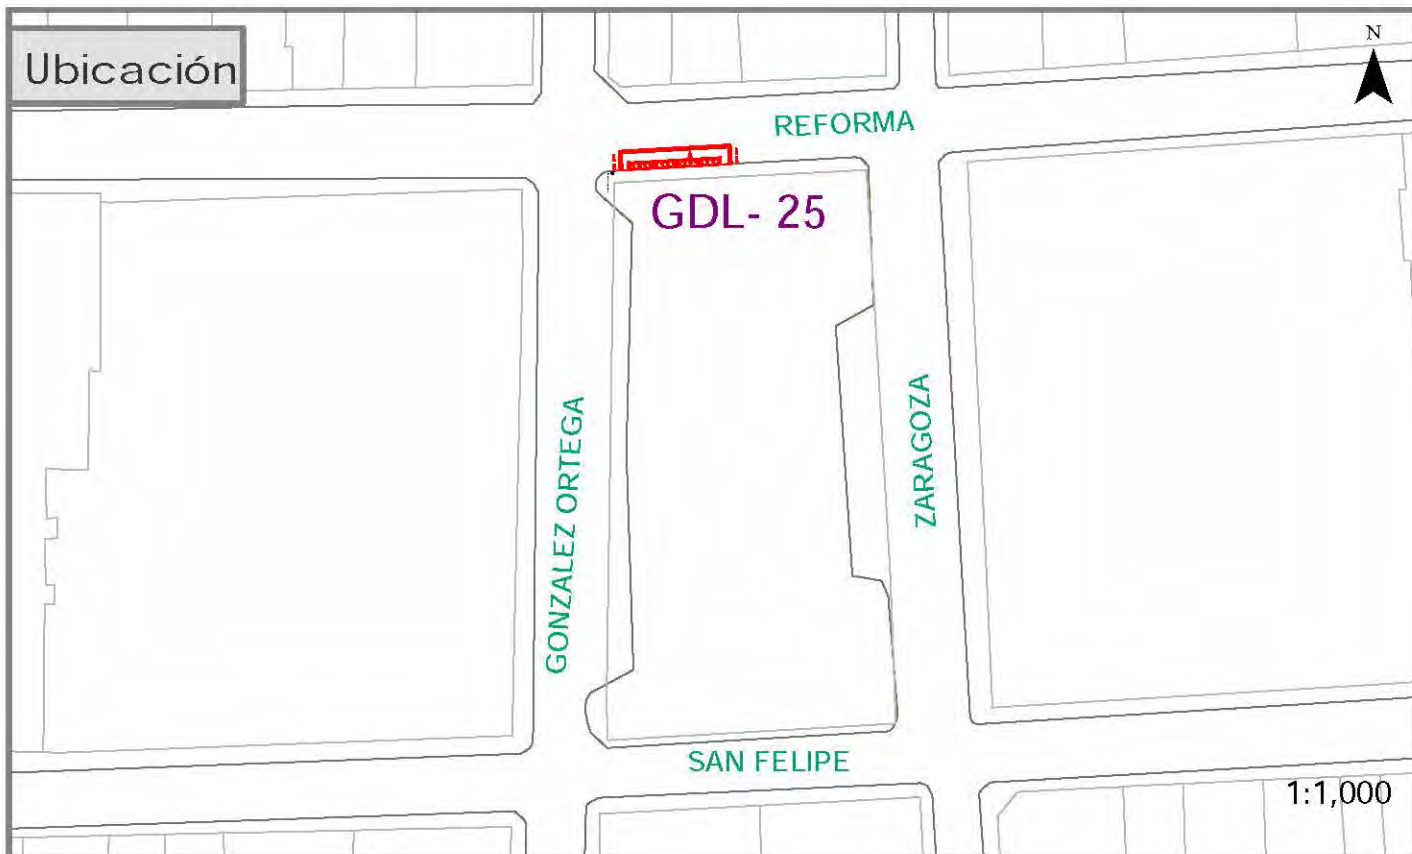 Ubicación
N
REFORMA
GDL- 25
GONZALEZ ORTEGA
ZARAGOZA
SAN FELIPE
1:1,000